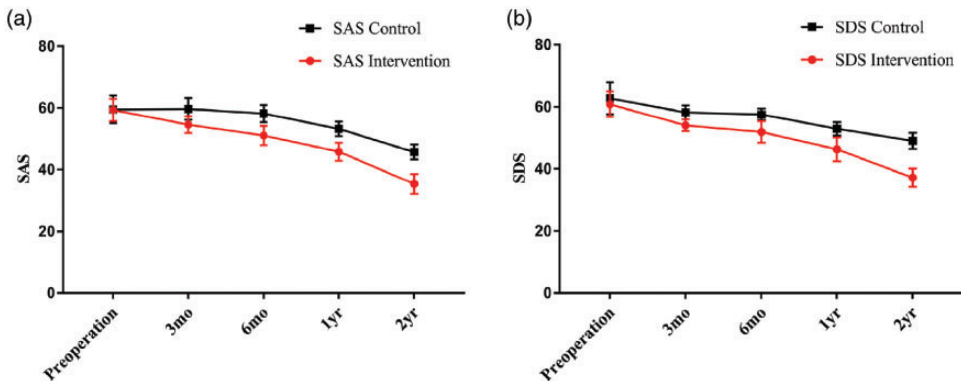 (a)
SAS Control
SAS Intervention
80
60
40
20
0
SAS
Preoperation
3mo
6mo
1yr
2yr
(b)
SDS Control
SDS Intervention
80
60
40
20
0
SDS
Preoperation
3mo
6mo
1yr
2yr